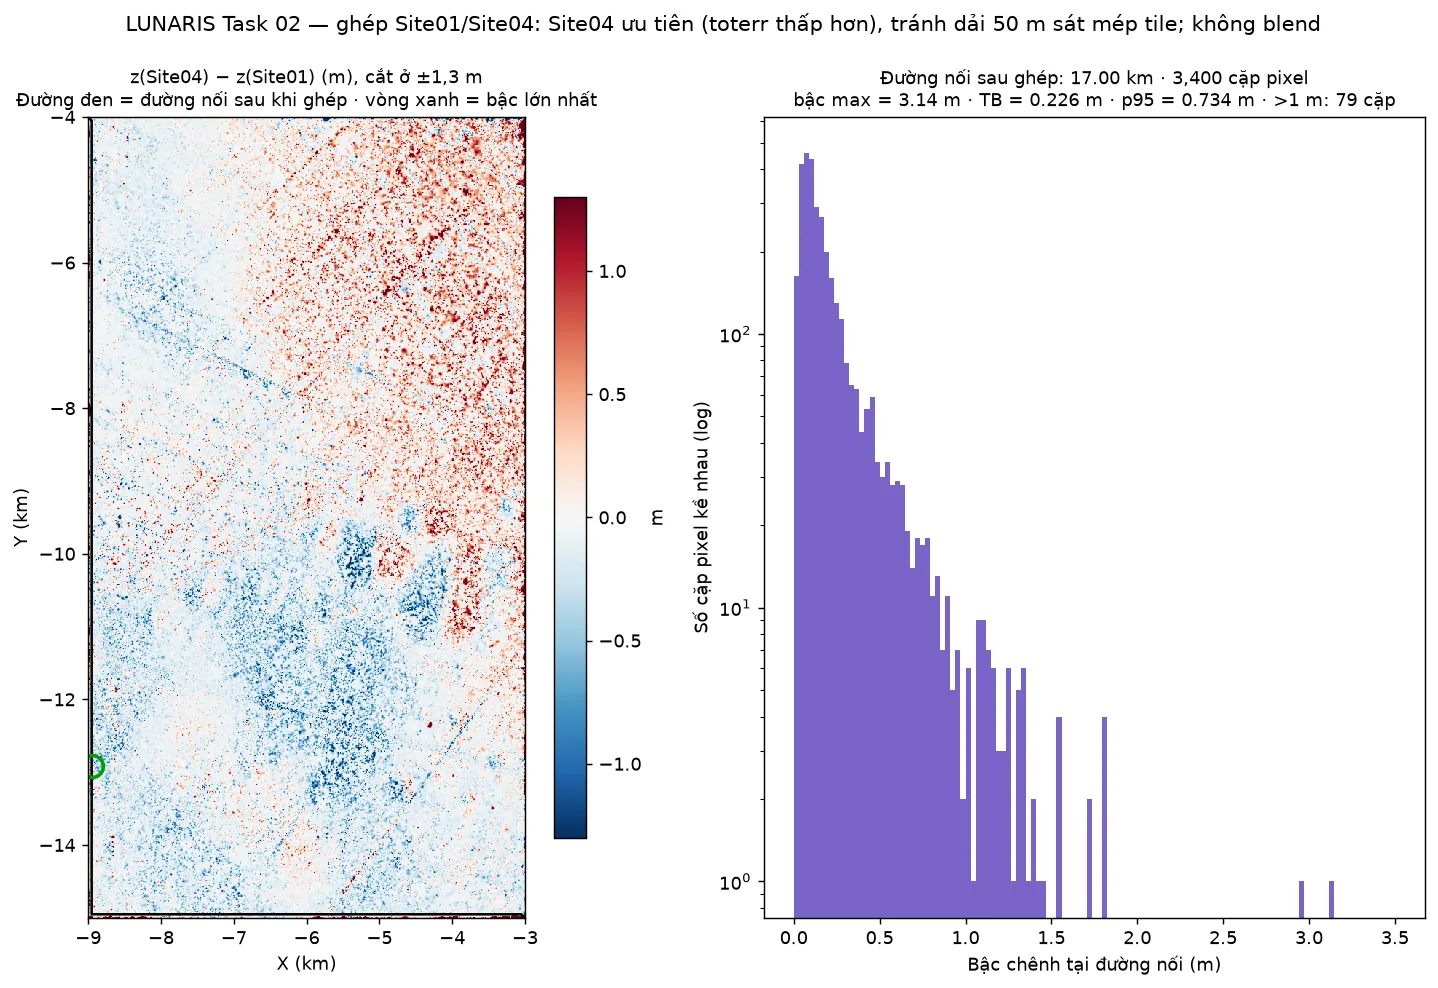 LUNARIS Task 02 — ghép Site01/Site04: Site04 ưu tiên (toterr thấp hơn), tránh dải 50 m sát mép tile; không blend
z(Site04) − z(Site01) (m), cắt ở ±1,3 m
Đường đen = đường nối sau khi ghép · vòng xanh = bậc lớn nhất
−4
−6
−8
−10
−12
−14
Y (km)
−9
−8
−7
−6
−5
−4
−3
X (km)
1.0
0.5
0.0
−0.5
−1.0
m
Đường nối sau ghép: 17.00 km · 3,400 cặp pixel
bậc max = 3.14 m · TB = 0.226 m · p95 = 0.734 m · >1 m: 79 cặp
10²
10¹
10⁰
Số cặp pixel kề nhau (log)
0.0
0.5
1.0
1.5
2.0
2.5
3.0
3.5
Bậc chênh tại đường nối (m)